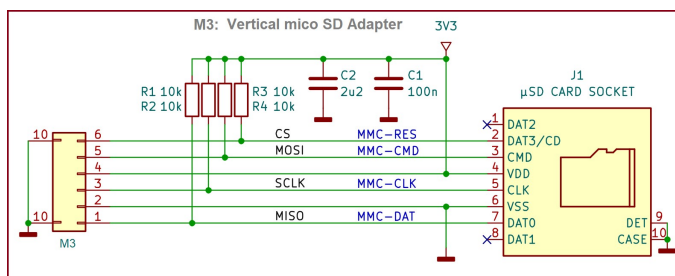 M3: Vertical mico SD Adapter
3V3
R1 10k
R2 10k
R3 10k
R4 10k
C2
2u2
C1
100n
J1
µSD CARD SOCKET
10
6
5
4
3
2
1
10
M3
CS
MOSI
SCLK
MISO
MMC-RES
MMC-CMD
MMC-CLK
MMC-DAT
1 DAT2
2 DAT3/CD
3 CMD
4 VDD
5 CLK
6 VSS
7 DAT0
8 DAT1
DET 9
CASE 10